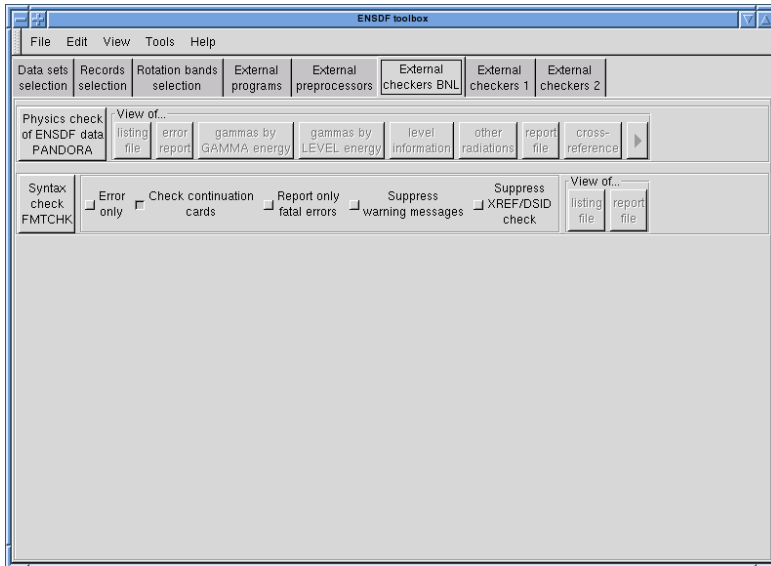 ENSDF toolbox
File Edit View Tools Help
Data sets selection
Records selection
Rotation bands selection
External programs
External preprocessors
External checkers BNL
External checkers 1
External checkers 2
Physics check of ENSDF data PANDORA
View of...
listing file
error report
gammas by GAMMA energy
gammas by LEVEL energy
level information
other radiations
report file
cross-reference
Syntax check FMTCHK
Error only
Check continuation cards
Report only fatal errors
Suppress warning messages
Suppress XREF/DSID check
View of...
listing file
report file